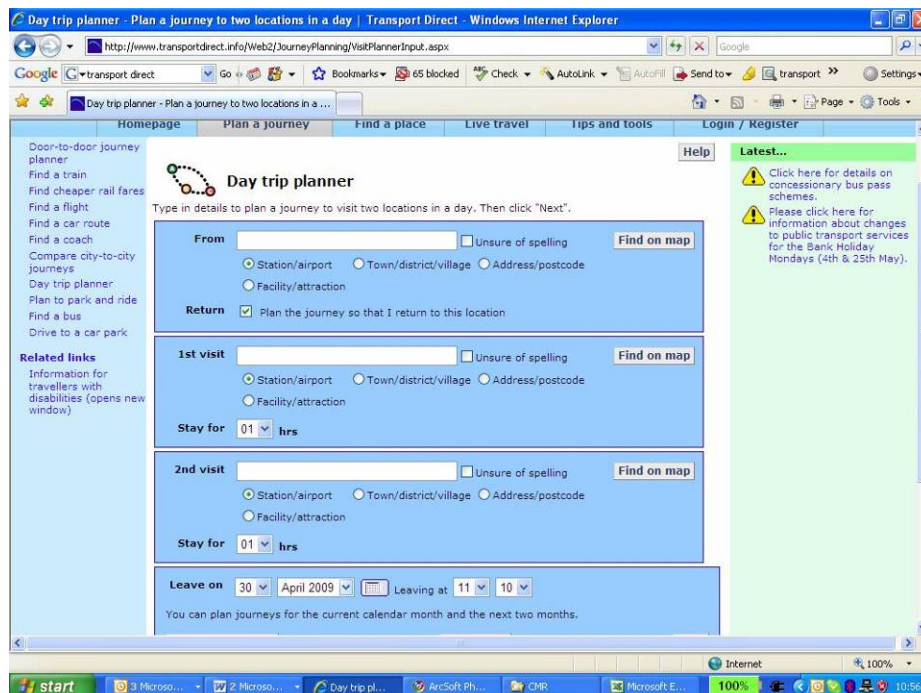 Day trip planner - Plan a journey to two locations in a day | Transport Direct - Windows Internet Explorer
http://www.transportdirect.info/Web2/JourneyPlanning/VisitPlannerInput.aspx
Google
Google
transport direct
Go
Bookmarks
65 blocked
Check
AutoLink
AutoFill
Send to
transport
Settings
Day trip planner - Plan a journey to two locations in a ...
Page
Tools
Homepage
Plan a journey
Find a place
Live travel
Tips and tools
Login / Register
Door-to-door journey
planner
Find a train
Find cheaper rail fares
Find a flight
Find a car route
Find a coach
Compare city-to-city
journeys
Day trip planner
Plan to park and ride
Find a bus
Drive to a car park
Related links
Information for
travellers with
disabilities (opens new
window)
Help
Day trip planner
Type in details to plan a journey to visit two locations in a day. Then click "Next".
From
Unsure of spelling
Find on map
Station/airport Town/district/village Address/postcode
Facility/attraction
Return Plan the journey so that I return to this location
1st visit
Unsure of spelling
Find on map
Station/airport Town/district/village Address/postcode
Facility/attraction
Stay for 01 hrs
2nd visit
Unsure of spelling
Find on map
Station/airport Town/district/village Address/postcode
Facility/attraction
Stay for 01 hrs
Leave on 30 April 2009 Leaving at 11 10
You can plan journeys for the current calendar month and the next two months.
Latest...
Click here for details on
concessionary bus pass
schemes.
Please click here for
information about changes
to public transport services
for the Bank Holiday
Mondays (4th & 25th May).
Internet
100%
start
3 Microso...
2 Microso...
Day trip pl...
ArcSoft Ph...
CMR
Microsoft E...
100%
10:56